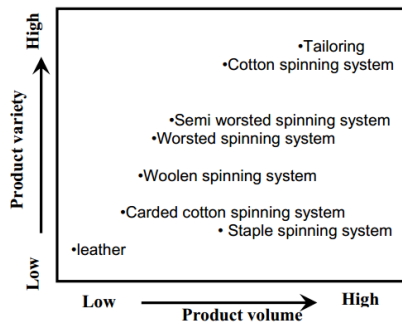 High
Product variety
Low
•Tailoring
•Cotton spinning system
•Semi worsted spinning system
•Worsted spinning system
•Woolen spinning system
•Carded cotton spinning system
• Staple spinning system
•leather
Low
Product volume
High